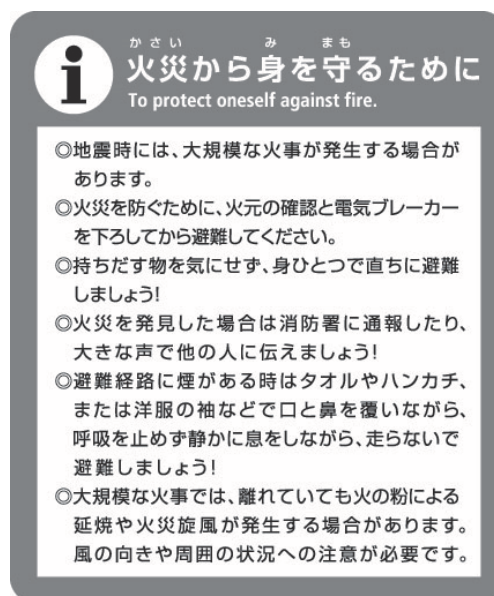 かさい み まも
火災から身を守るために
To protect oneself against fire.
◎地震時には、大規模な火事が発生する場合が
あります。
◎火災を防ぐために、火元の確認と電気ブレーカー
を下ろしてから避難してください。
◎持ちだす物を気にせず、身ひとつで直ちに避難
しましょう!
◎火災を発見した場合は消防署に通報したり、
大きな声で他の人に伝えましょう!
◎避難経路に煙がある時はタオルやハンカチ、
または洋服の袖などで口と鼻を覆いながら、
呼吸を止めず静かに息をしながら、走らないで
避難しましょう!
◎大規模な火事では、離れていても火の粉による
延焼や火災旋風が発生する場合があります。
風の向きや周囲の状況への注意が必要です。